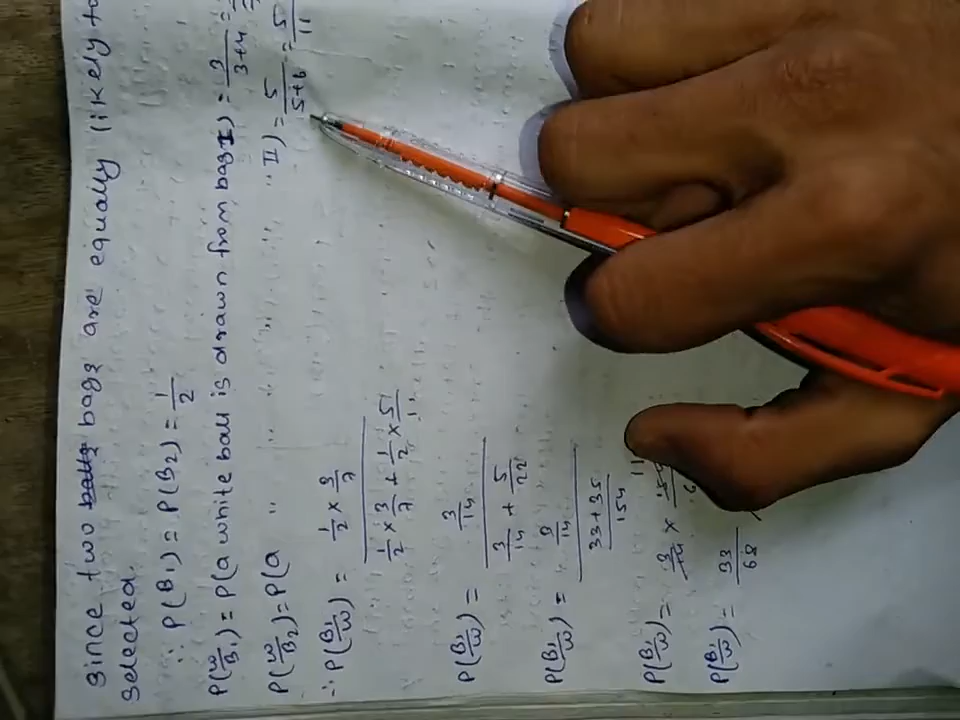 Since two bags are equally likely to
selected.
∴ P(B1) = P(B2) = 1/2
P(W/B1) = P(a white ball is drawn from bag I) = 3/(3+4) =
P(W/B2) = P(a " " " " " II) = 5/(5+6) = 5/11
∴ P(B1/W) = (1/2 × 3/7) / (1/2 × 3/7 + 1/2 × 5/11)
P(B1/W) = (3/14) / (3/14 + 5/22)
P(B1/W) = (3/14) / ((33+35)/154)
P(B1/W) = 3/14 ×
P(B1/W) = 33/68